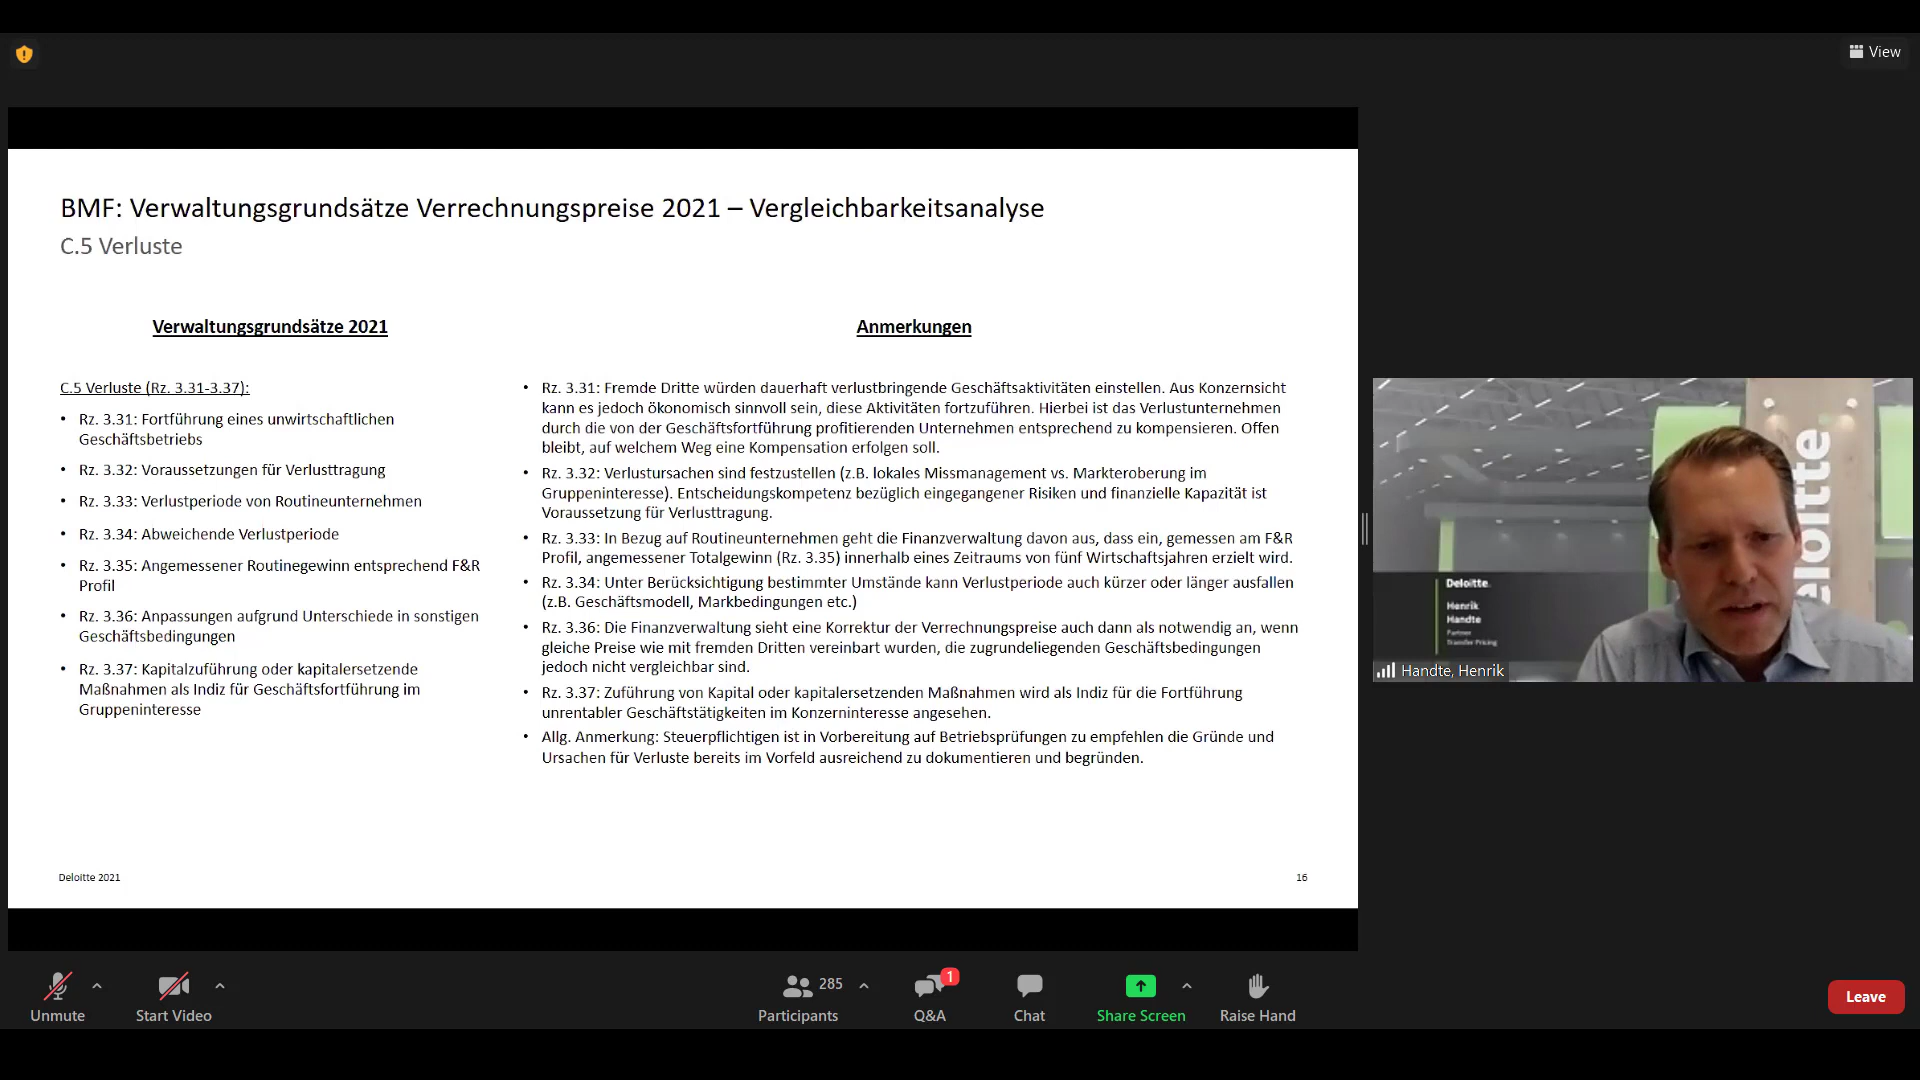 View
BMF: Verwaltungsgrundsätze Verrechnungspreise 2021 – Vergleichbarkeitsanalyse
C.5 Verluste
Verwaltungsgrundsätze 2021
C.5 Verluste (Rz. 3.31-3.37):
• Rz. 3.31: Fortführung eines unwirtschaftlichen
Geschäftsbetriebs
• Rz. 3.32: Voraussetzungen für Verlusttragung
• Rz. 3.33: Verlustperiode von Routineunternehmen
• Rz. 3.34: Abweichende Verlustperiode
• Rz. 3.35: Angemessener Routinegewinn entsprechend F&R
Profil
• Rz. 3.36: Anpassungen aufgrund Unterschiede in sonstigen
Geschäftsbedingungen
• Rz. 3.37: Kapitalzuführung oder kapitalersetzende
Maßnahmen als Indiz für Geschäftsfortführung im
Gruppeninteresse
Anmerkungen
• Rz. 3.31: Fremde Dritte würden dauerhaft verlustbringende Geschäftsaktivitäten einstellen. Aus Konzernsicht
kann es jedoch ökonomisch sinnvoll sein, diese Aktivitäten fortzuführen. Hierbei ist das Verlustunternehmen
durch die von der Geschäftsfortführung profitierenden Unternehmen entsprechend zu kompensieren. Offen
bleibt, auf welchem Weg eine Kompensation erfolgen soll.
• Rz. 3.32: Verlustursachen sind festzustellen (z.B. lokales Missmanagement vs. Markteroberung im
Gruppeninteresse). Entscheidungskompetenz bezüglich eingegangener Risiken und finanzielle Kapazität ist
Voraussetzung für Verlusttragung.
• Rz. 3.33: In Bezug auf Routineunternehmen geht die Finanzverwaltung davon aus, dass ein, gemessen am F&R
Profil, angemessener Totalgewinn (Rz. 3.35) innerhalb eines Zeitraums von fünf Wirtschaftsjahren erzielt wird.
• Rz. 3.34: Unter Berücksichtigung bestimmter Umstände kann Verlustperiode auch kürzer oder länger ausfallen
(z.B. Geschäftsmodell, Markbedingungen etc.)
• Rz. 3.36: Die Finanzverwaltung sieht eine Korrektur der Verrechnungspreise auch dann als notwendig an, wenn
gleiche Preise wie mit fremden Dritten vereinbart wurden, die zugrundeliegenden Geschäftsbedingungen
jedoch nicht vergleichbar sind.
• Rz. 3.37: Zuführung von Kapital oder kapitalersetzenden Maßnahmen wird als Indiz für die Fortführung
unrentabler Geschäftstätigkeiten im Konzerninteresse angesehen.
• Allg. Anmerkung: Steuerpflichtigen ist in Vorbereitung auf Betriebsprüfungen zu empfehlen die Gründe und
Ursachen für Verluste bereits im Vorfeld ausreichend zu dokumentieren und begründen.
Deloitte 2021
16
eloitte
Deloitte.
Henrik
Handte
Partner
Transfer Pricing
Handte, Henrik
Unmute
Start Video
285
Participants
1
Q&A
Chat
Share Screen
Raise Hand
Leave